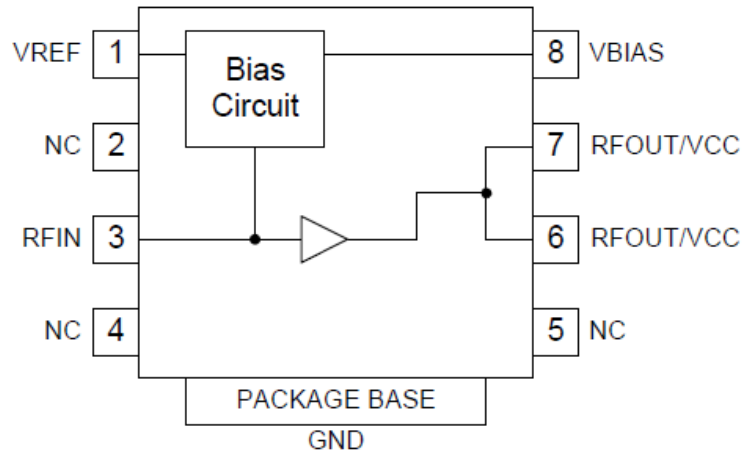 VREF 1 Bias 8 VBIAS
Circuit
NC 2 7 RFOUT/VCC
RFIN 3 6 RFOUT/VCC
NC 4 5 NC
PACKAGE BASE
GND